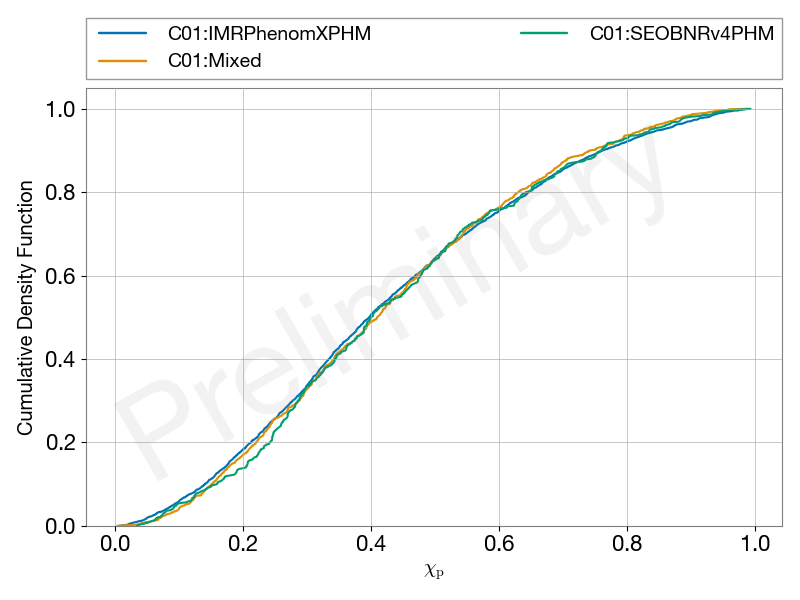 C01:IMRPhenomXPHM
C01:Mixed
C01:SEOBNRv4PHM
Cumulative Density Function
1.0
0.8
0.6
0.4
0.2
0.0
Preliminary
0.0 0.2 0.4 0.6 0.8 1.0
χp